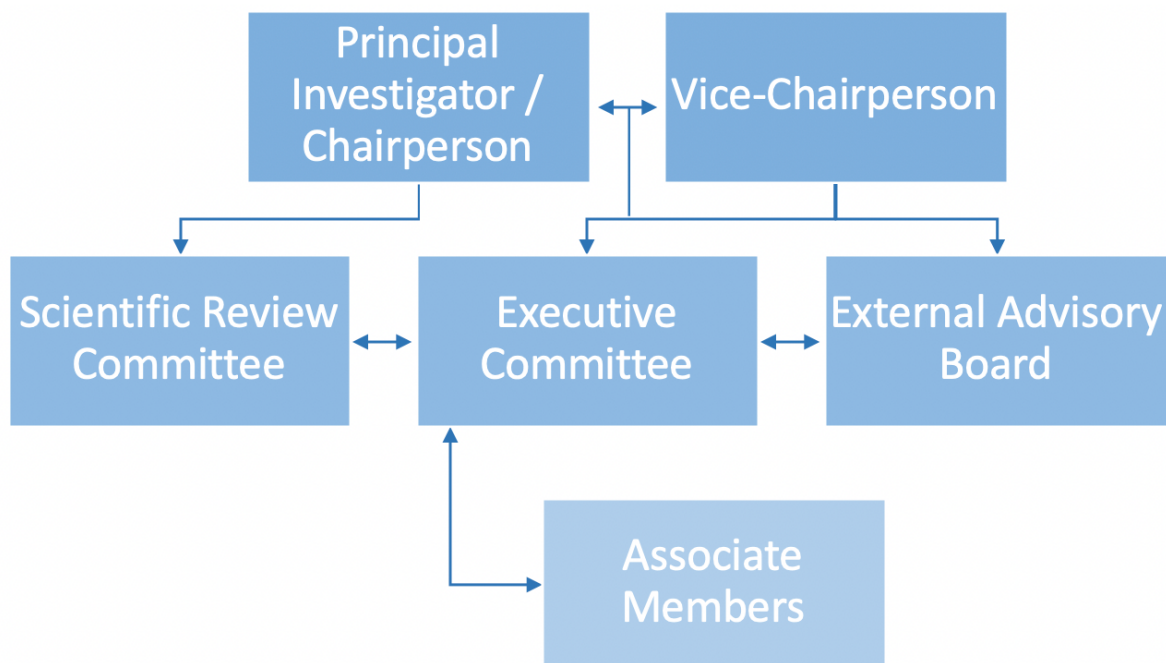 Principal
Investigator /
Chairperson
Vice-Chairperson
Scientific Review
Committee
Executive
Committee
External Advisory
Board
Associate
Members